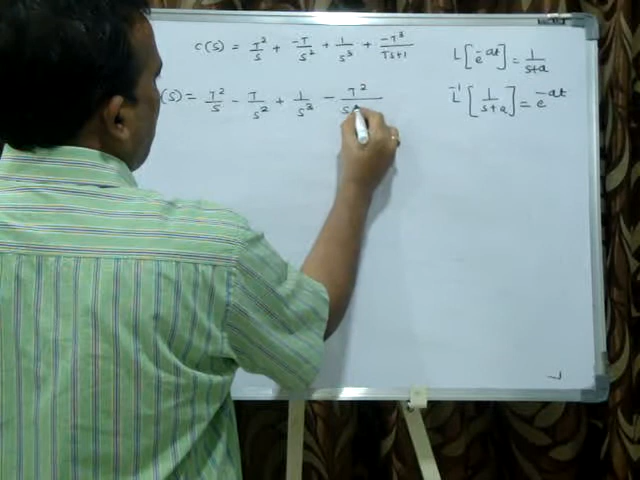 C(S) = T²/S + -T/S² + 1/S³ + -T³/TS+1
L[e^-at] = 1/S+a
(S) = T²/S - T/S² + 1/S³ - T²/S+
L⁻¹[1/S+a] = e^-at